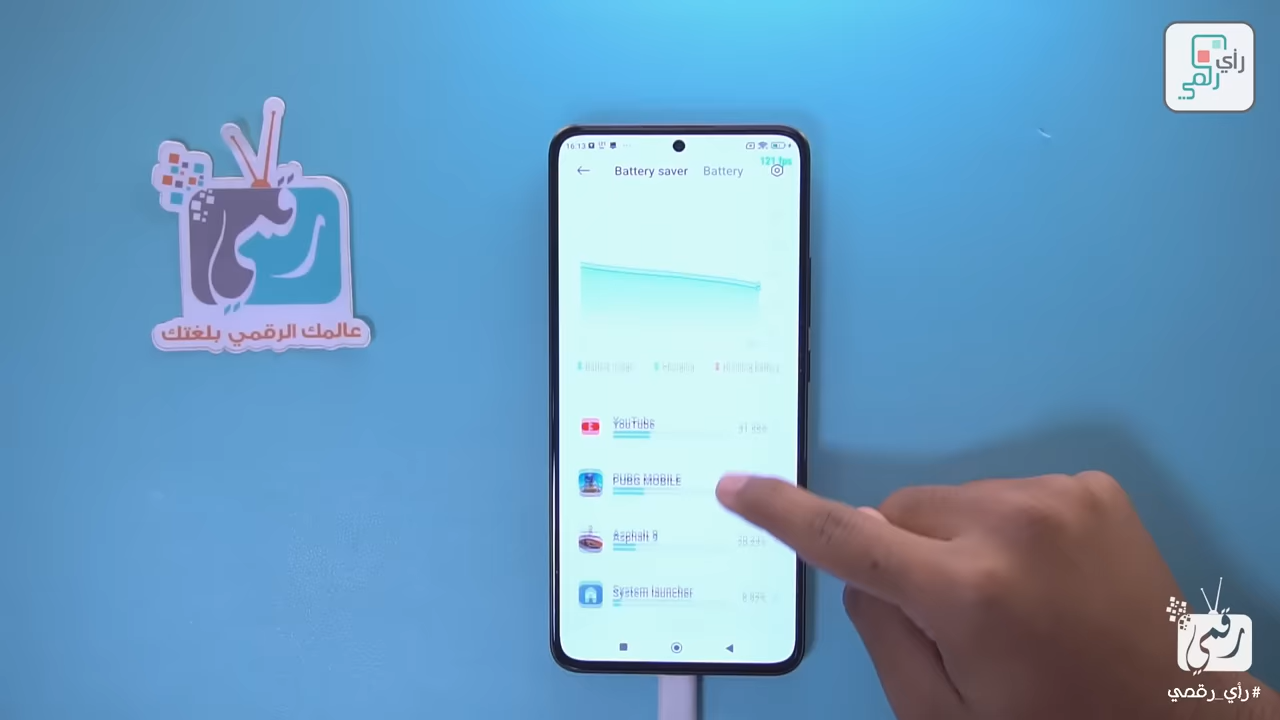 رأي
رقمي
16:13
121 fps
Battery saver
Battery
رقمي
عالمك الرقمي بلغتك
YouTube
PUBG MOBILE
Asphalt 9
System launcher
رقمي
#رأي_رقمي